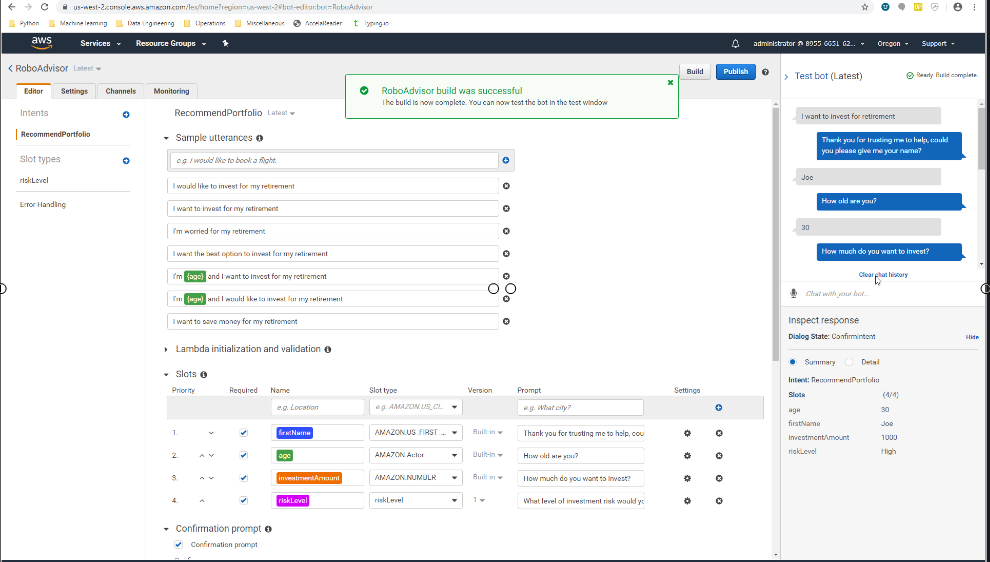 us-west-2.console.aws.amazon.com/lex/home?region=us-west-2#bot-editor:bot=RoboAdvisor
Python
Machine learning
Data Engineering
Operations
Miscellaneous
AccelaReader
Typing.io
aws
Services
Resource Groups
administrator @ 8955-6651-62...
Oregon
Support
RoboAdvisor Latest
Build
Publish
Editor
Settings
Channels
Monitoring
RoboAdvisor build was successful
The build is now complete. You can now test the bot in the test window
Intents
RecommendPortfolio
Slot types
riskLevel
Error Handling
RecommendPortfolio Latest
Sample utterances
e.g. I would like to book a flight.
I would like to invest for my retirement
I want to invest for my retirement
I'm worried for my retirement
I want the best option to invest for my retirement
I'm {age} and I want to invest for my retirement
I'm {age} and I would like to invest for my retirement
I want to save money for my retirement
Lambda initialization and validation
Slots
Priority Required Name Slot type Version Prompt Settings
e.g. Location e.g. AMAZON.US_CI... e.g. What city?
1. firstName AMAZON.US_FIRST_... Built-in Thank you for trusting me to help, cou
2. age AMAZON.Actor Built-in How old are you?
3. investmentAmount AMAZON.NUMBER Built-in How much do you want to invest?
4. riskLevel riskLevel 1 What level of investment risk would yo
Confirmation prompt
Confirmation prompt
Test bot (Latest)
Ready. Build complete.
I want to invest for retirement
Thank you for trusting me to help, could
you please give me your name?
Joe
How old are you?
30
How much do you want to invest?
Clear chat history
Chat with your bot...
Inspect response
Dialog State: ConfirmIntent
Hide
Summary Detail
Intent: RecommendPortfolio
Slots (4/4)
age 30
firstName Joe
investmentAmount 1000
riskLevel High